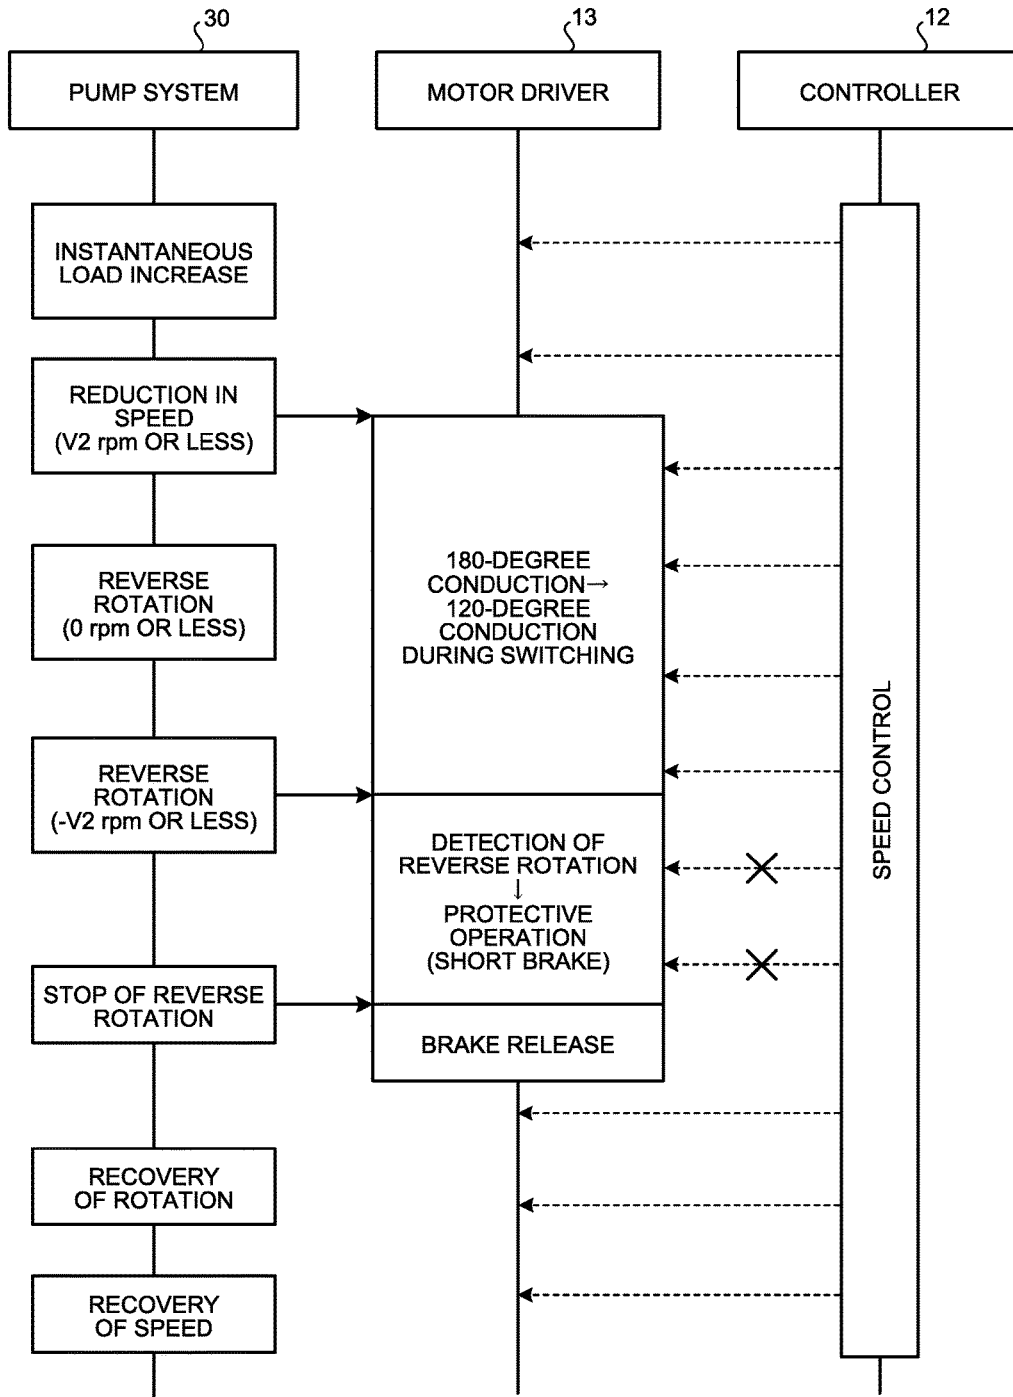 30
13
12
PUMP SYSTEM
MOTOR DRIVER
CONTROLLER
INSTANTANEOUS
LOAD INCREASE
REDUCTION IN
SPEED
(V2 rpm OR LESS)
REVERSE
ROTATION
(0 rpm OR LESS)
REVERSE
ROTATION
(-V2 rpm OR LESS)
STOP OF REVERSE
ROTATION
RECOVERY
OF ROTATION
RECOVERY
OF SPEED
180-DEGREE
CONDUCTION→
120-DEGREE
CONDUCTION
DURING SWITCHING
DETECTION OF
REVERSE ROTATION
↓
PROTECTIVE
OPERATION
(SHORT BRAKE)
BRAKE RELEASE
SPEED CONTROL